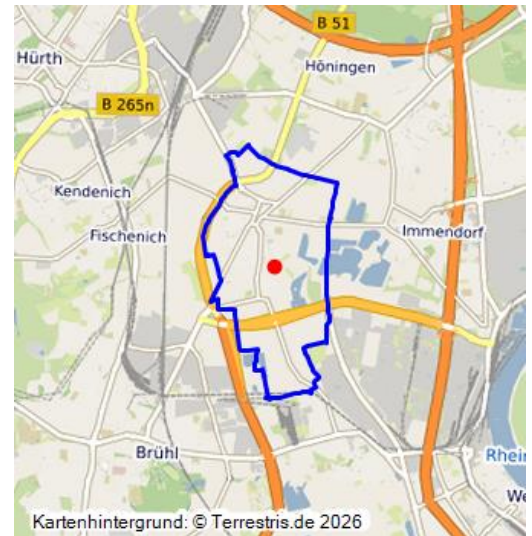 B 51
Hürth
Höningen
B 265n
Kendenich
Fischenich
Immendorf
Brühl
Rhein
We
Kartenhintergrund: © Terrestris.de 2026